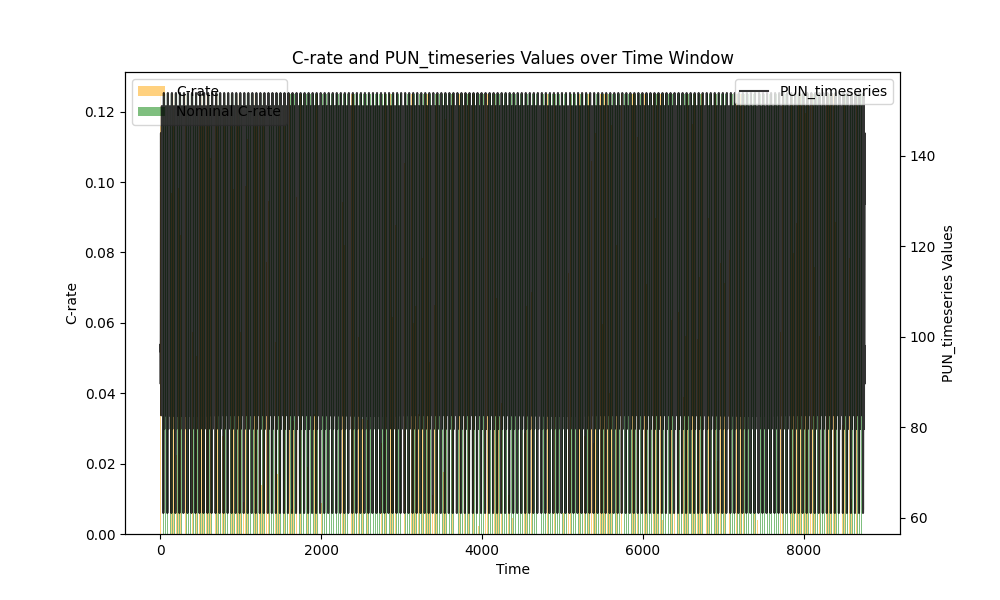 C-rate and PUN_timeseries Values over Time Window
C-rate
Nominal C-rate
PUN_timeseries
0.12
0.10
0.08
0.06
0.04
0.02
0.00
C-rate
140
120
100
80
60
PUN_timeseries Values
0
2000
4000
6000
8000
Time